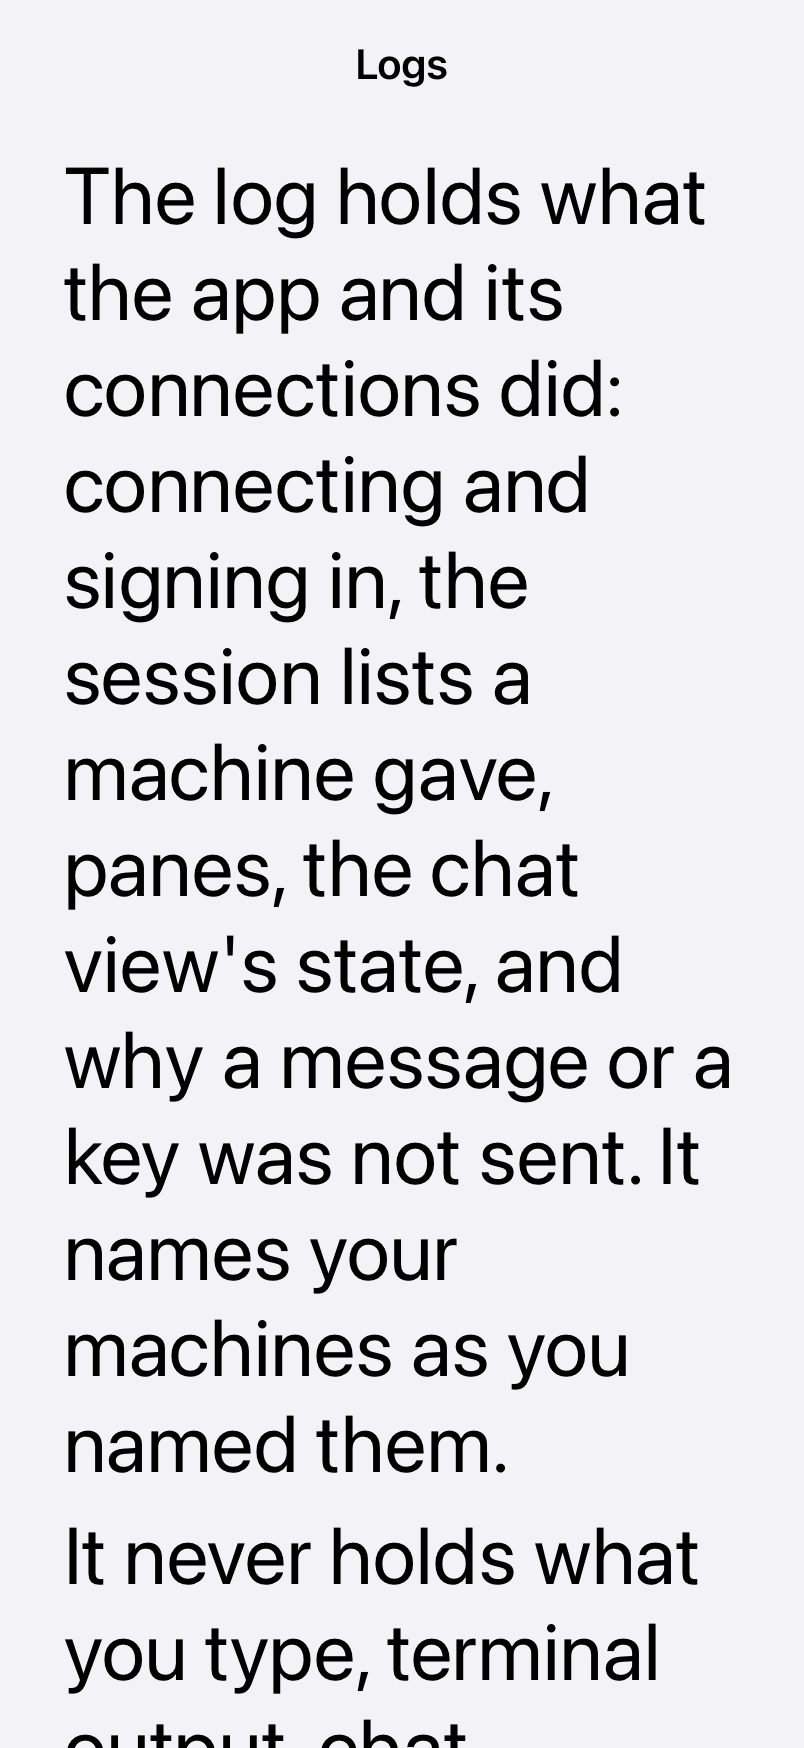 Logs
The log holds what
the app and its
connections did:
connecting and
signing in, the
session lists a
machine gave,
panes, the chat
view's state, and
why a message or a
key was not sent. It
names your
machines as you
named them.
It never holds what
you type, terminal
output, chat